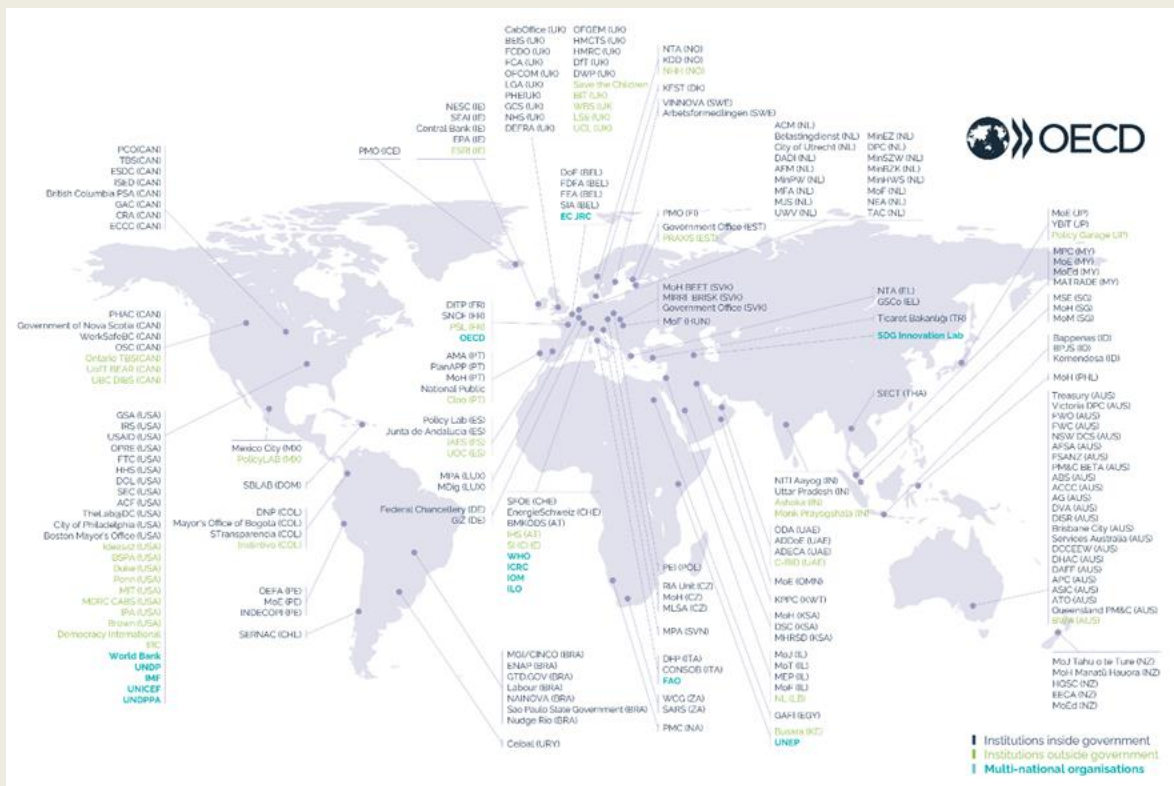 CabOffice (UK)
BEIS (UK)
FCDO (UK)
FCA (UK)
OFCOM (UK)
LGA (UK)
PHE(UK)
GCS (UK)
NHS (UK)
DEFRA (UK)
OFGEM (UK)
HMCTS (UK)
HMRC (UK)
DfT (UK)
DWP (UK)
Save the Children
BIT (UK)
WBS (UK
LSE (UK)
UCL (UK)
NTA (NO)
KDD (NO)
NHH (NO)
KFST (DK)
VINNOVA (SWE)
Arbetsformedlingen (SWE)
NESC (IE)
SEAI (IE)
Central Bank (IE)
EPA (IE)
ESRI (IE)
PMO (ICE)
ACM (NL)
Belastingdienst (NL)
City of Utrecht (NL)
DADI (NL)
AFM (NL)
MinPW (NL)
MFA (NL)
MJS (NL)
UWV (NL)
MinEZ (NL)
DPC (NL)
MinSZW (NL)
MinBZK (NL)
MinHWS (NL)
MoF (NL)
NEA (NL)
TAC (NL)
OECD
PCO(CAN)
TBS(CAN)
ESDC (CAN)
ISED (CAN)
British Columbia PSA (CAN)
GAC (CAN)
CRA (CAN)
ECCC (CAN)
DoF (BEL)
FDFA (BEL)
FEA (BEL)
SIA (BEL)
EC JRC
PMO (FI)
Government Office (EST)
PRAXIS (EST)
MoE (JP)
YBiT (JP)
Policy Garage (JP)
MPC (MY)
MoE (MY)
MoEd (MY)
MATRADE (MY)
MSE (SG)
MoH (SG)
MoM (SG)
Bappenas (ID)
BPJS (ID)
Kemendesa (ID)
MoH (PHL)
PHAC (CAN)
Government of Nova Scotia (CAN)
WorkSafeBC (CAN)
OSC (CAN)
Ontario TBS(CAN)
UofT BEAR (CAN)
UBC DIBS (CAN)
DITP (FR)
SNCF (FR)
PSL (FR)
OECD
MoH BEET (SVK)
MIRRI BRISK (SVK)
Government Office (SVK)
MoF (HUN)
NTA (EL)
GSCo (EL)
Ticaret Bakanlığı (TR)
SDG Innovation Lab
AMA (PT)
PlanAPP (PT)
MoH (PT)
National Public
Cloo (PT)
SECT (THA)
Treasury (AUS)
Victoria DPC (AUS)
FWO (AUS)
FWC (AUS)
NSW DCS (AUS)
AFSA (AUS)
FSANZ (AUS)
PM&C BETA (AUS)
ABS (AUS)
ACCC (AUS)
AG (AUS)
DVA (AUS)
DISR (AUS)
Brisbane City (AUS)
Services Australia (AUS)
DCCEEW (AUS)
DHAC (AUS)
DAFF (AUS)
APC (AUS)
ASIC (AUS)
ATO (AUS)
Queensland PM&C (AUS)
BWA (AUS)
GSA (USA)
IRS (USA)
USAID (USA)
OPRE (USA)
FTC (USA)
HHS (USA)
DOL (USA)
SEC (USA)
ACF (USA)
TheLab@DC (USA)
City of Philadelphia (USA)
Boston Mayor's Office (USA)
Ideas42 (USA)
BSPA (USA)
Duke (USA)
Penn (USA)
MIT (USA)
MDRC CABS (USA)
IPA (USA)
Brown (USA)
Democracy International
IRC
World Bank
UNDP
IMF
UNICEF
UNDPPA
Mexico City (MX)
PolicyLAB (MX)
SBLAB (DOM)
DNP (COL)
Mayor's Office of Bogota (COL)
STransparencia (COL)
Instintivo (COL)
OEFA (PE)
MoE (PE)
INDECOPI (PE)
SERNAC (CHL)
Policy Lab (ES)
Junta de Andalucia (ES)
IAES (ES)
UOC (ES)
MPA (LUX)
MDig (LUX)
Federal Chancellery (DE)
GIZ (DE)
SFOE (CHE)
EnergieSchweiz (CHE)
BMKODS (AT)
IHS (AT)
WHO
ICRC
IOM
ILO
NITI Aayog (IN)
Uttar Pradesh (IN)
Ashoka (IN)
Monk Prayogshala (IN)
DDA (UAE)
ADDoE (UAE)
ADECA (UAE)
C-BID (UAE)
MoE (OMN)
KPPC (KWT)
MoH (KSA)
DSC (KSA)
MHRSD (KSA)
MoJ (IL)
MoT (IL)
MEP (IL)
MoF (IL)
NL (LB)
GAFI (EGY)
Busara (KE)
UNEP
PEI (POL)
RIA Unit (CZ)
MoH (CZ)
MLSA (CZ)
MPA (SVN)
DFP (ITA)
CONSOB (ITA)
FAO
WCG (ZA)
SARS (ZA)
PMC (NA)
MGI/CINCO (BRA)
ENAP (BRA)
GTD.GOV (BRA)
Labour (BRA)
NAINOVA (BRA)
Sao Paulo State Government (BRA)
Nudge Rio (BRA)
Ceibal (URY)
MoJ Tahu o te Ture (NZ)
MoH Manatū Hauora (NZ)
HQSC (NZ)
EECA (NZ)
MoEd (NZ)
Institutions inside government
Institutions outside government
Multi-national organisations